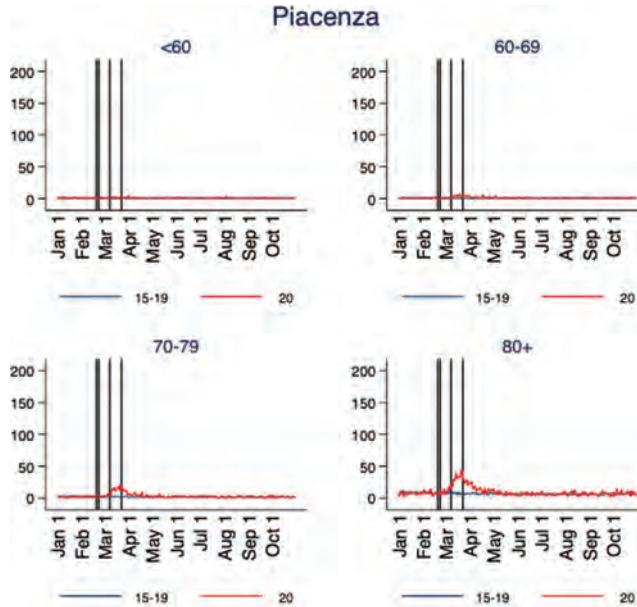 Piacenza
<60
60-69
200
150
100
50
0
200
150
100
50
0
Jan 1
Feb 1
Mar 1
Apr 1
May 1
Jun 1
Jul 1
Aug 1
Sep 1
Oct 1
Jan 1
Feb 1
Mar 1
Apr 1
May 1
Jun 1
Jul 1
Aug 1
Sep 1
Oct 1
15-19 20
15-19 20
70-79
80+
200
150
100
50
0
200
150
100
50
0
Jan 1
Feb 1
Mar 1
Apr 1
May 1
Jun 1
Jul 1
Aug 1
Sep 1
Oct 1
Jan 1
Feb 1
Mar 1
Apr 1
May 1
Jun 1
Jul 1
Aug 1
Sep 1
Oct 1
15-19 20
15-19 20